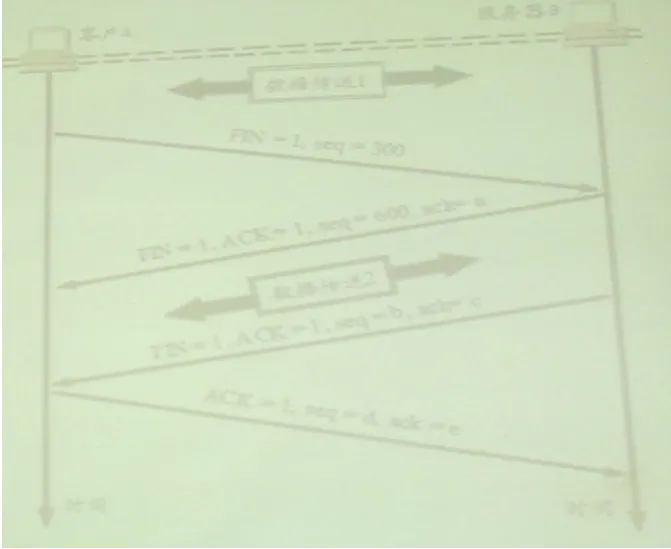 客户A
服务器B
数据传送1
FIN = 1, seq = 300
FIN = 1, ACK = 1, seq = 600, ack= a
数据传送2
FIN = 1, ACK = 1, seq = b, ack= c
ACK = 1, seq = d, ack = e
时间
时间